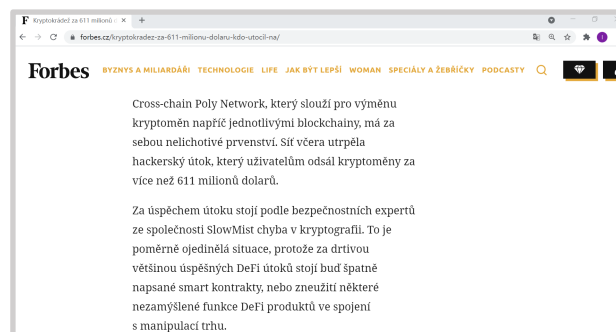 Kryptokrádež za 611 milionů d
forbes.cz/kryptokradez-za-611-milionu-dolaru-kdo-utocil-na/
Forbes BYZNYS A MILIARDÁŘI TECHNOLOGIE LIFE JAK BÝT LEPŠÍ WOMAN SPECIÁLY A ŽEBŘÍČKY PODCASTY
Cross-chain Poly Network, který slouží pro výměnu
kryptoměn napříč jednotlivými blockchainy, má za
sebou nelichotivé prvenství. Síť včera utrpěla
hackerský útok, který uživatelům odsál kryptoměny za
více než 611 milionů dolarů.
Za úspěchem útoku stojí podle bezpečnostních expertů
ze společnosti SlowMist chyba v kryptografii. To je
poměrně ojedinělá situace, protože za drtivou
většinou úspěšných DeFi útoků stojí buď špatně
napsané smart kontrakty, nebo zneužití některé
nezamýšlené funkce DeFi produktů ve spojení
s manipulací trhu.